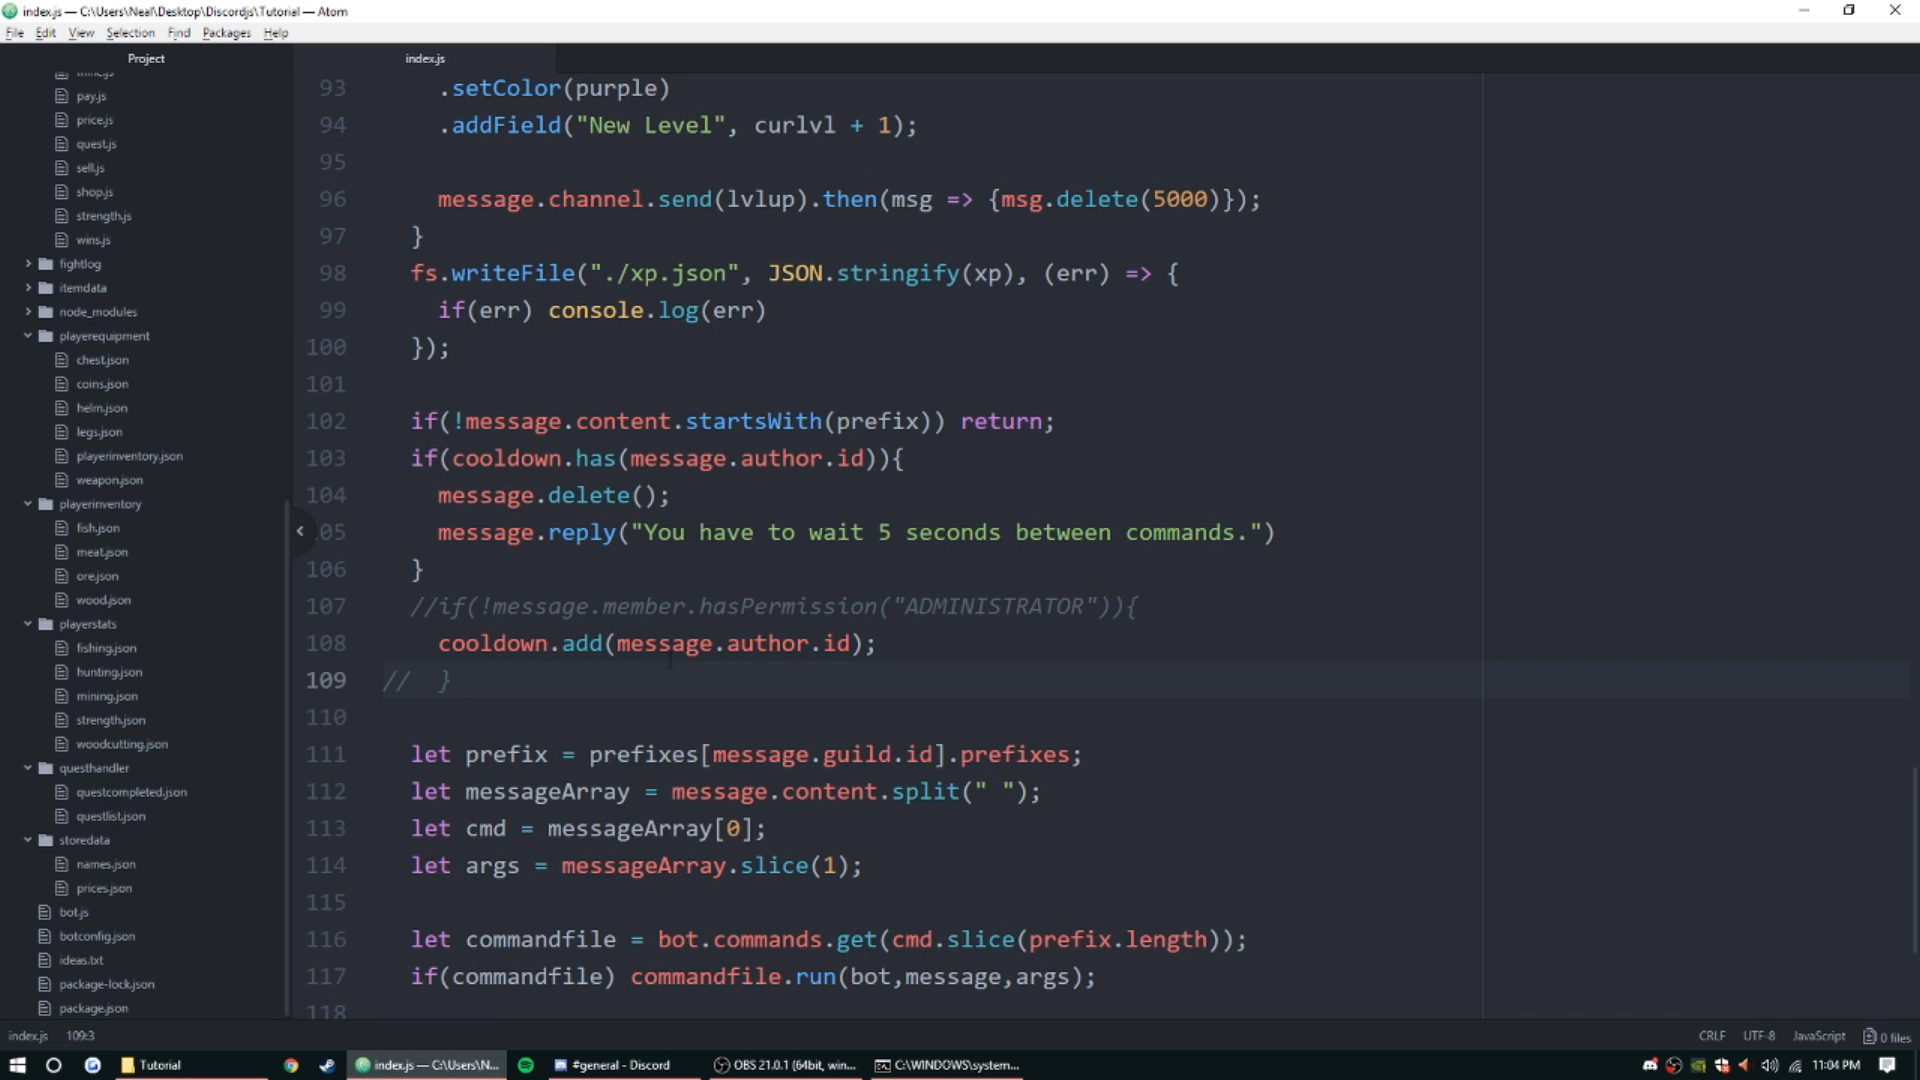 index.js — C:\Users\Neal\Desktop\Discordjs\Tutorial — Atom
File Edit View Selection Find Packages Help
Project
index.js
pay.js
price.js
quest.js
sell.js
shop.js
strength.js
wins.js
fightlog
itemdata
node_modules
playerequipment
chest.json
coins.json
helm.json
legs.json
playerinventory.json
weapon.json
playerinventory
fish.json
meat.json
ore.json
wood.json
playerstats
fishing.json
hunting.json
mining.json
strength.json
woodcutting.json
questhandler
questcompleted.json
questlist.json
storedata
names.json
prices.json
bot.js
botconfig.json
ideas.txt
package-lock.json
package.json
93 .setColor(purple)
94 .addField("New Level", curlvl + 1);
95
96 message.channel.send(lvlup).then(msg => {msg.delete(5000)});
97 }
98 fs.writeFile("./xp.json", JSON.stringify(xp), (err) => {
99 if(err) console.log(err)
100 });
101
102 if(!message.content.startsWith(prefix)) return;
103 if(cooldown.has(message.author.id)){
104 message.delete();
105 message.reply("You have to wait 5 seconds between commands.")
106 }
107 //if(!message.member.hasPermission("ADMINISTRATOR")){
108 cooldown.add(message.author.id);
109 // }
110
111 let prefix = prefixes[message.guild.id].prefixes;
112 let messageArray = message.content.split(" ");
113 let cmd = messageArray[0];
114 let args = messageArray.slice(1);
115
116 let commandfile = bot.commands.get(cmd.slice(prefix.length));
117 if(commandfile) commandfile.run(bot,message,args);
118
index.js 109:3 CRLF UTF-8 JavaScript 0 files
Tutorial index.js — C:\Users\N... #general - Discord OBS 21.0.1 (64bit, win... C:\WINDOWS\system... 11:04 PM